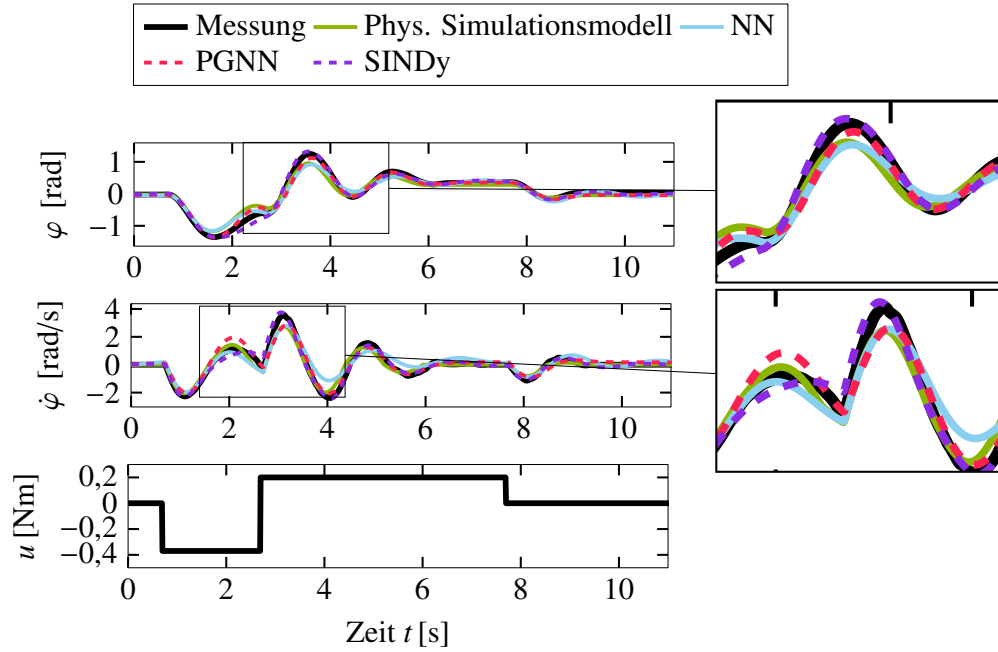 Messung Phys. Simulationsmodell NN
PGNN SINDy
φ [rad]
1
0
−1
0 2 4 6 8 10
φ̇ [rad/s]
4
2
0
−2
0 2 4 6 8 10
u [Nm]
0,2
0
−0,2
−0,4
0 2 4 6 8 10
Zeit t [s]